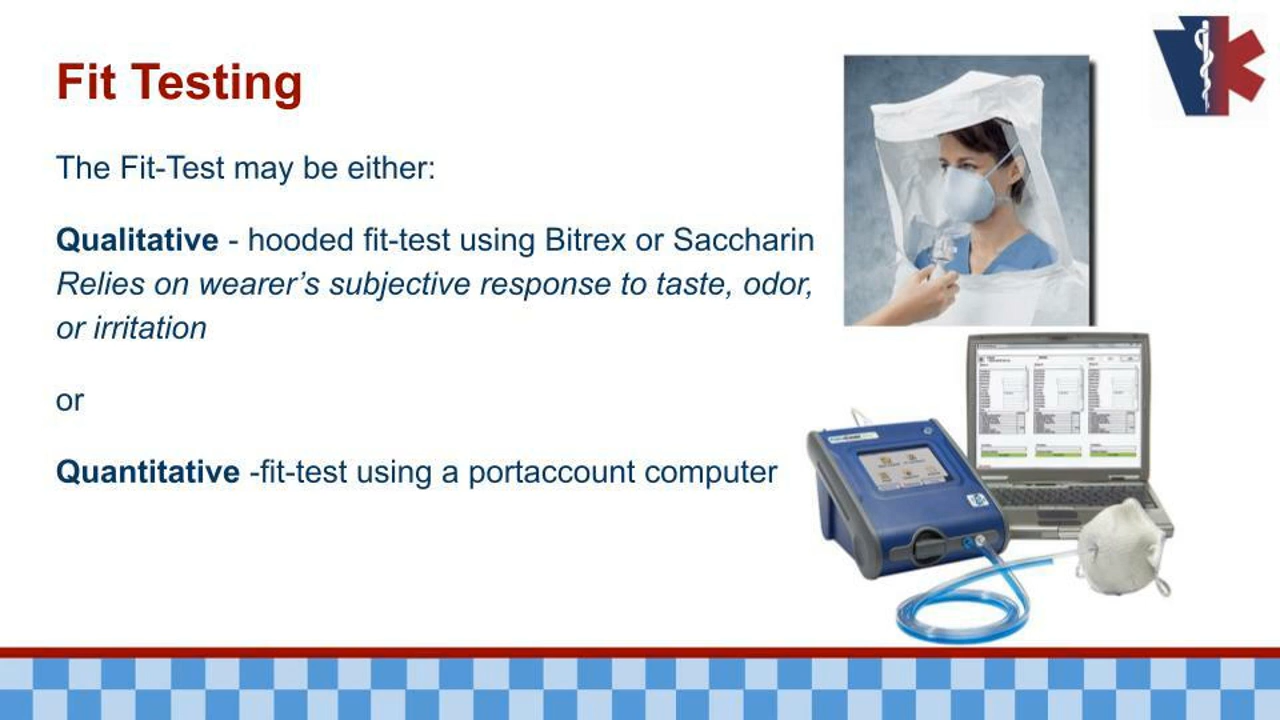 Fit Testing
The Fit-Test may be either:
Qualitative - hooded fit-test using Bitrex or Saccharin
Relies on wearer’s subjective response to taste, odor,
or irritation
or
Quantitative -fit-test using a portaccount computer